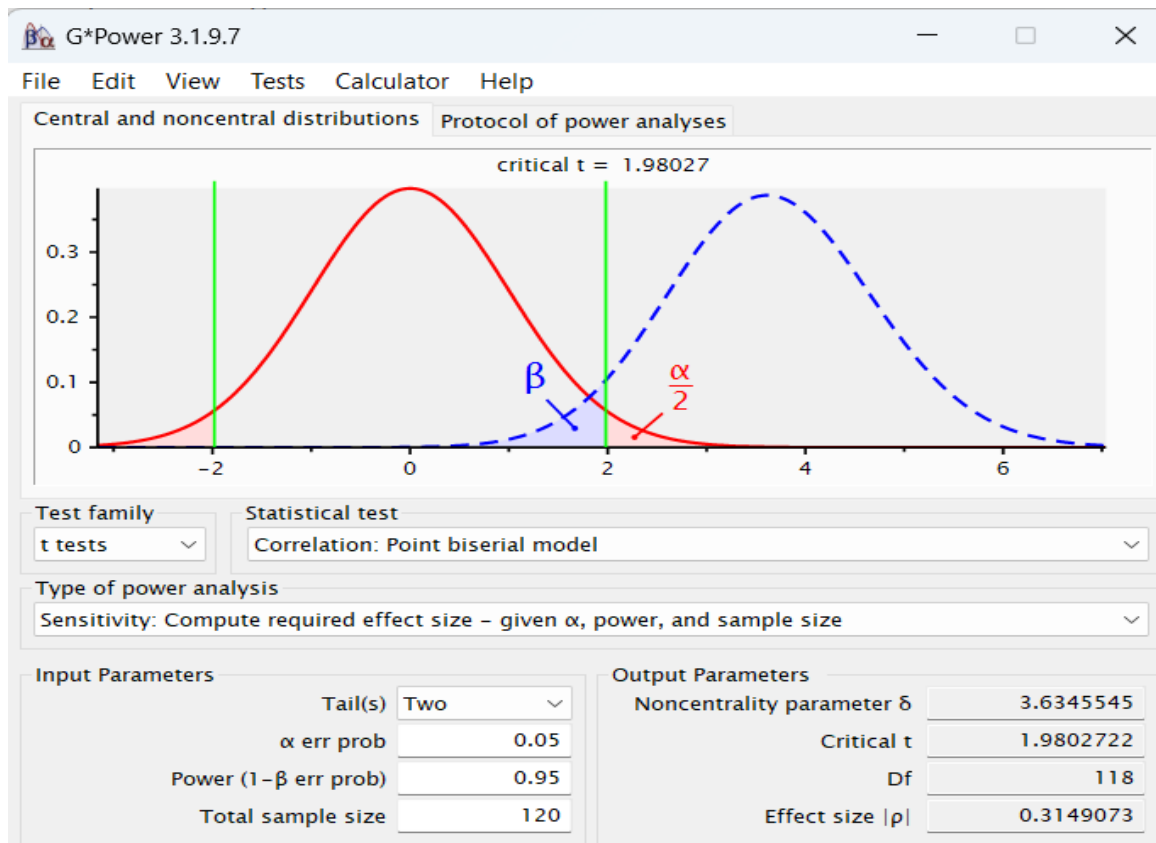 G*Power 3.1.9.7
File Edit View Tests Calculator Help
Central and noncentral distributions Protocol of power analyses
critical t = 1.98027
0.3
0.2
0.1
0
β
α
2
-2 0 2 4 6
Test family Statistical test
t tests Correlation: Point biserial model
Type of power analysis
Sensitivity: Compute required effect size - given α, power, and sample size
Input Parameters Output Parameters
Tail(s) Two Noncentrality parameter δ 3.6345545
α err prob 0.05 Critical t 1.9802722
Power (1-β err prob) 0.95 Df 118
Total sample size 120 Effect size |ρ| 0.3149073